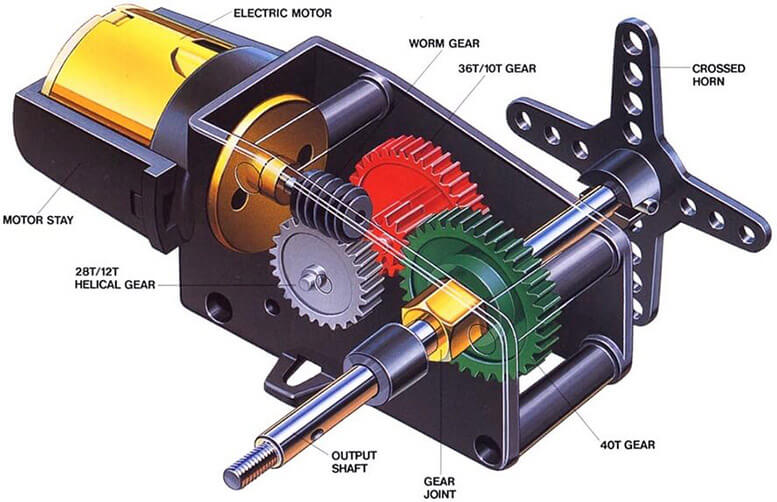 ELECTRIC MOTOR
WORM GEAR
36T/10T GEAR
CROSSED
HORN
MOTOR STAY
28T/12T
HELICAL GEAR
40T GEAR
OUTPUT
SHAFT
GEAR
JOINT